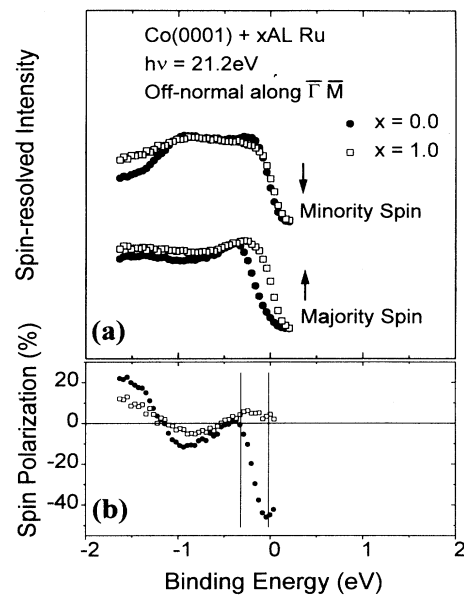 Co(0001) + xAL Ru
hν = 21.2eV
Off-normal along Γ̅ M̅
x = 0.0
x = 1.0
Minority Spin
Majority Spin
Spin-resolved Intensity
(a)
Spin Polarization (%)
20
0
-20
-40
(b)
-2 -1 0 1 2
Binding Energy (eV)